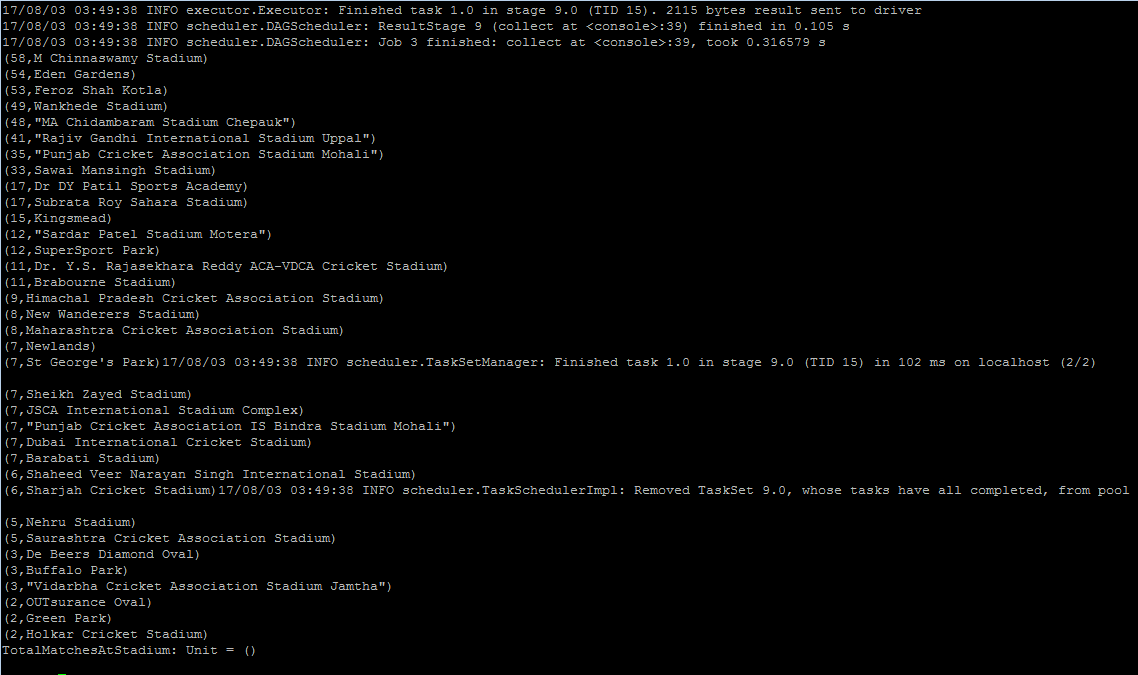 17/08/03 03:49:38 INFO executor.Executor: Finished task 1.0 in stage 9.0 (TID 15). 2115 bytes result sent to driver
17/08/03 03:49:38 INFO scheduler.DAGScheduler: ResultStage 9 (collect at <console>:39) finished in 0.105 s
17/08/03 03:49:38 INFO scheduler.DAGScheduler: Job 3 finished: collect at <console>:39, took 0.316579 s
(58,M Chinnaswamy Stadium)
(54,Eden Gardens)
(53,Feroz Shah Kotla)
(49,Wankhede Stadium)
(48,"MA Chidambaram Stadium Chepauk")
(41,"Rajiv Gandhi International Stadium Uppal")
(35,"Punjab Cricket Association Stadium Mohali")
(33,Sawai Mansingh Stadium)
(17,Dr DY Patil Sports Academy)
(17,Subrata Roy Sahara Stadium)
(15,Kingsmead)
(12,"Sardar Patel Stadium Motera")
(12,SuperSport Park)
(11,Dr. Y.S. Rajasekhara Reddy ACA-VDCA Cricket Stadium)
(11,Brabourne Stadium)
(9,Himachal Pradesh Cricket Association Stadium)
(8,New Wanderers Stadium)
(8,Maharashtra Cricket Association Stadium)
(7,Newlands)
(7,St George's Park)17/08/03 03:49:38 INFO scheduler.TaskSetManager: Finished task 1.0 in stage 9.0 (TID 15) in 102 ms on localhost (2/2)
(7,Sheikh Zayed Stadium)
(7,JSCA International Stadium Complex)
(7,"Punjab Cricket Association IS Bindra Stadium Mohali")
(7,Dubai International Cricket Stadium)
(7,Barabati Stadium)
(6,Shaheed Veer Narayan Singh International Stadium)
(6,Sharjah Cricket Stadium)17/08/03 03:49:38 INFO scheduler.TaskSchedulerImpl: Removed TaskSet 9.0, whose tasks have all completed, from pool
(5,Nehru Stadium)
(5,Saurashtra Cricket Association Stadium)
(3,De Beers Diamond Oval)
(3,Buffalo Park)
(3,"Vidarbha Cricket Association Stadium Jamtha")
(2,OUTsurance Oval)
(2,Green Park)
(2,Holkar Cricket Stadium)
TotalMatchesAtStadium: Unit = ()